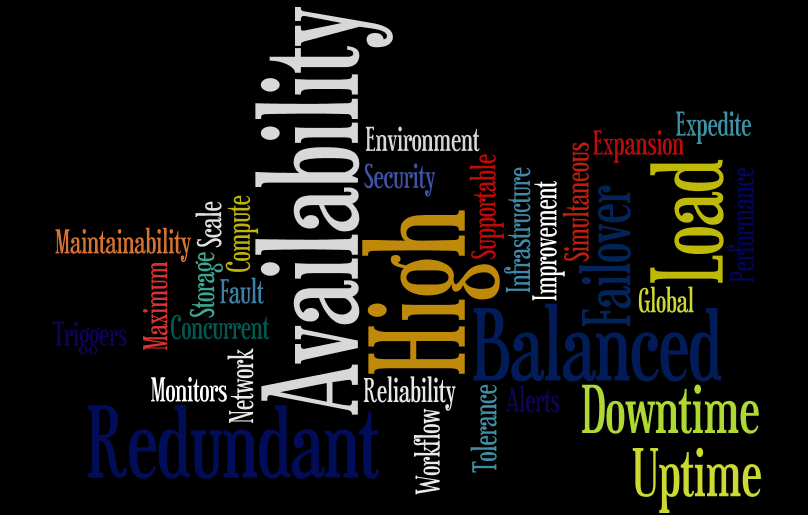 Availability
Environment
Security
Expedite
Expansion
Simultaneous
Supportable
Infrastructure
Improvement
Load
Performance
Failover
Global
High
Scale
Compute
Maintainability
Storage
Fault
Maximum
Concurrent
Triggers
Network
Monitors
Balanced
Reliability
Workflow
Tolerance
Alerts
Downtime
Redundant
Uptime